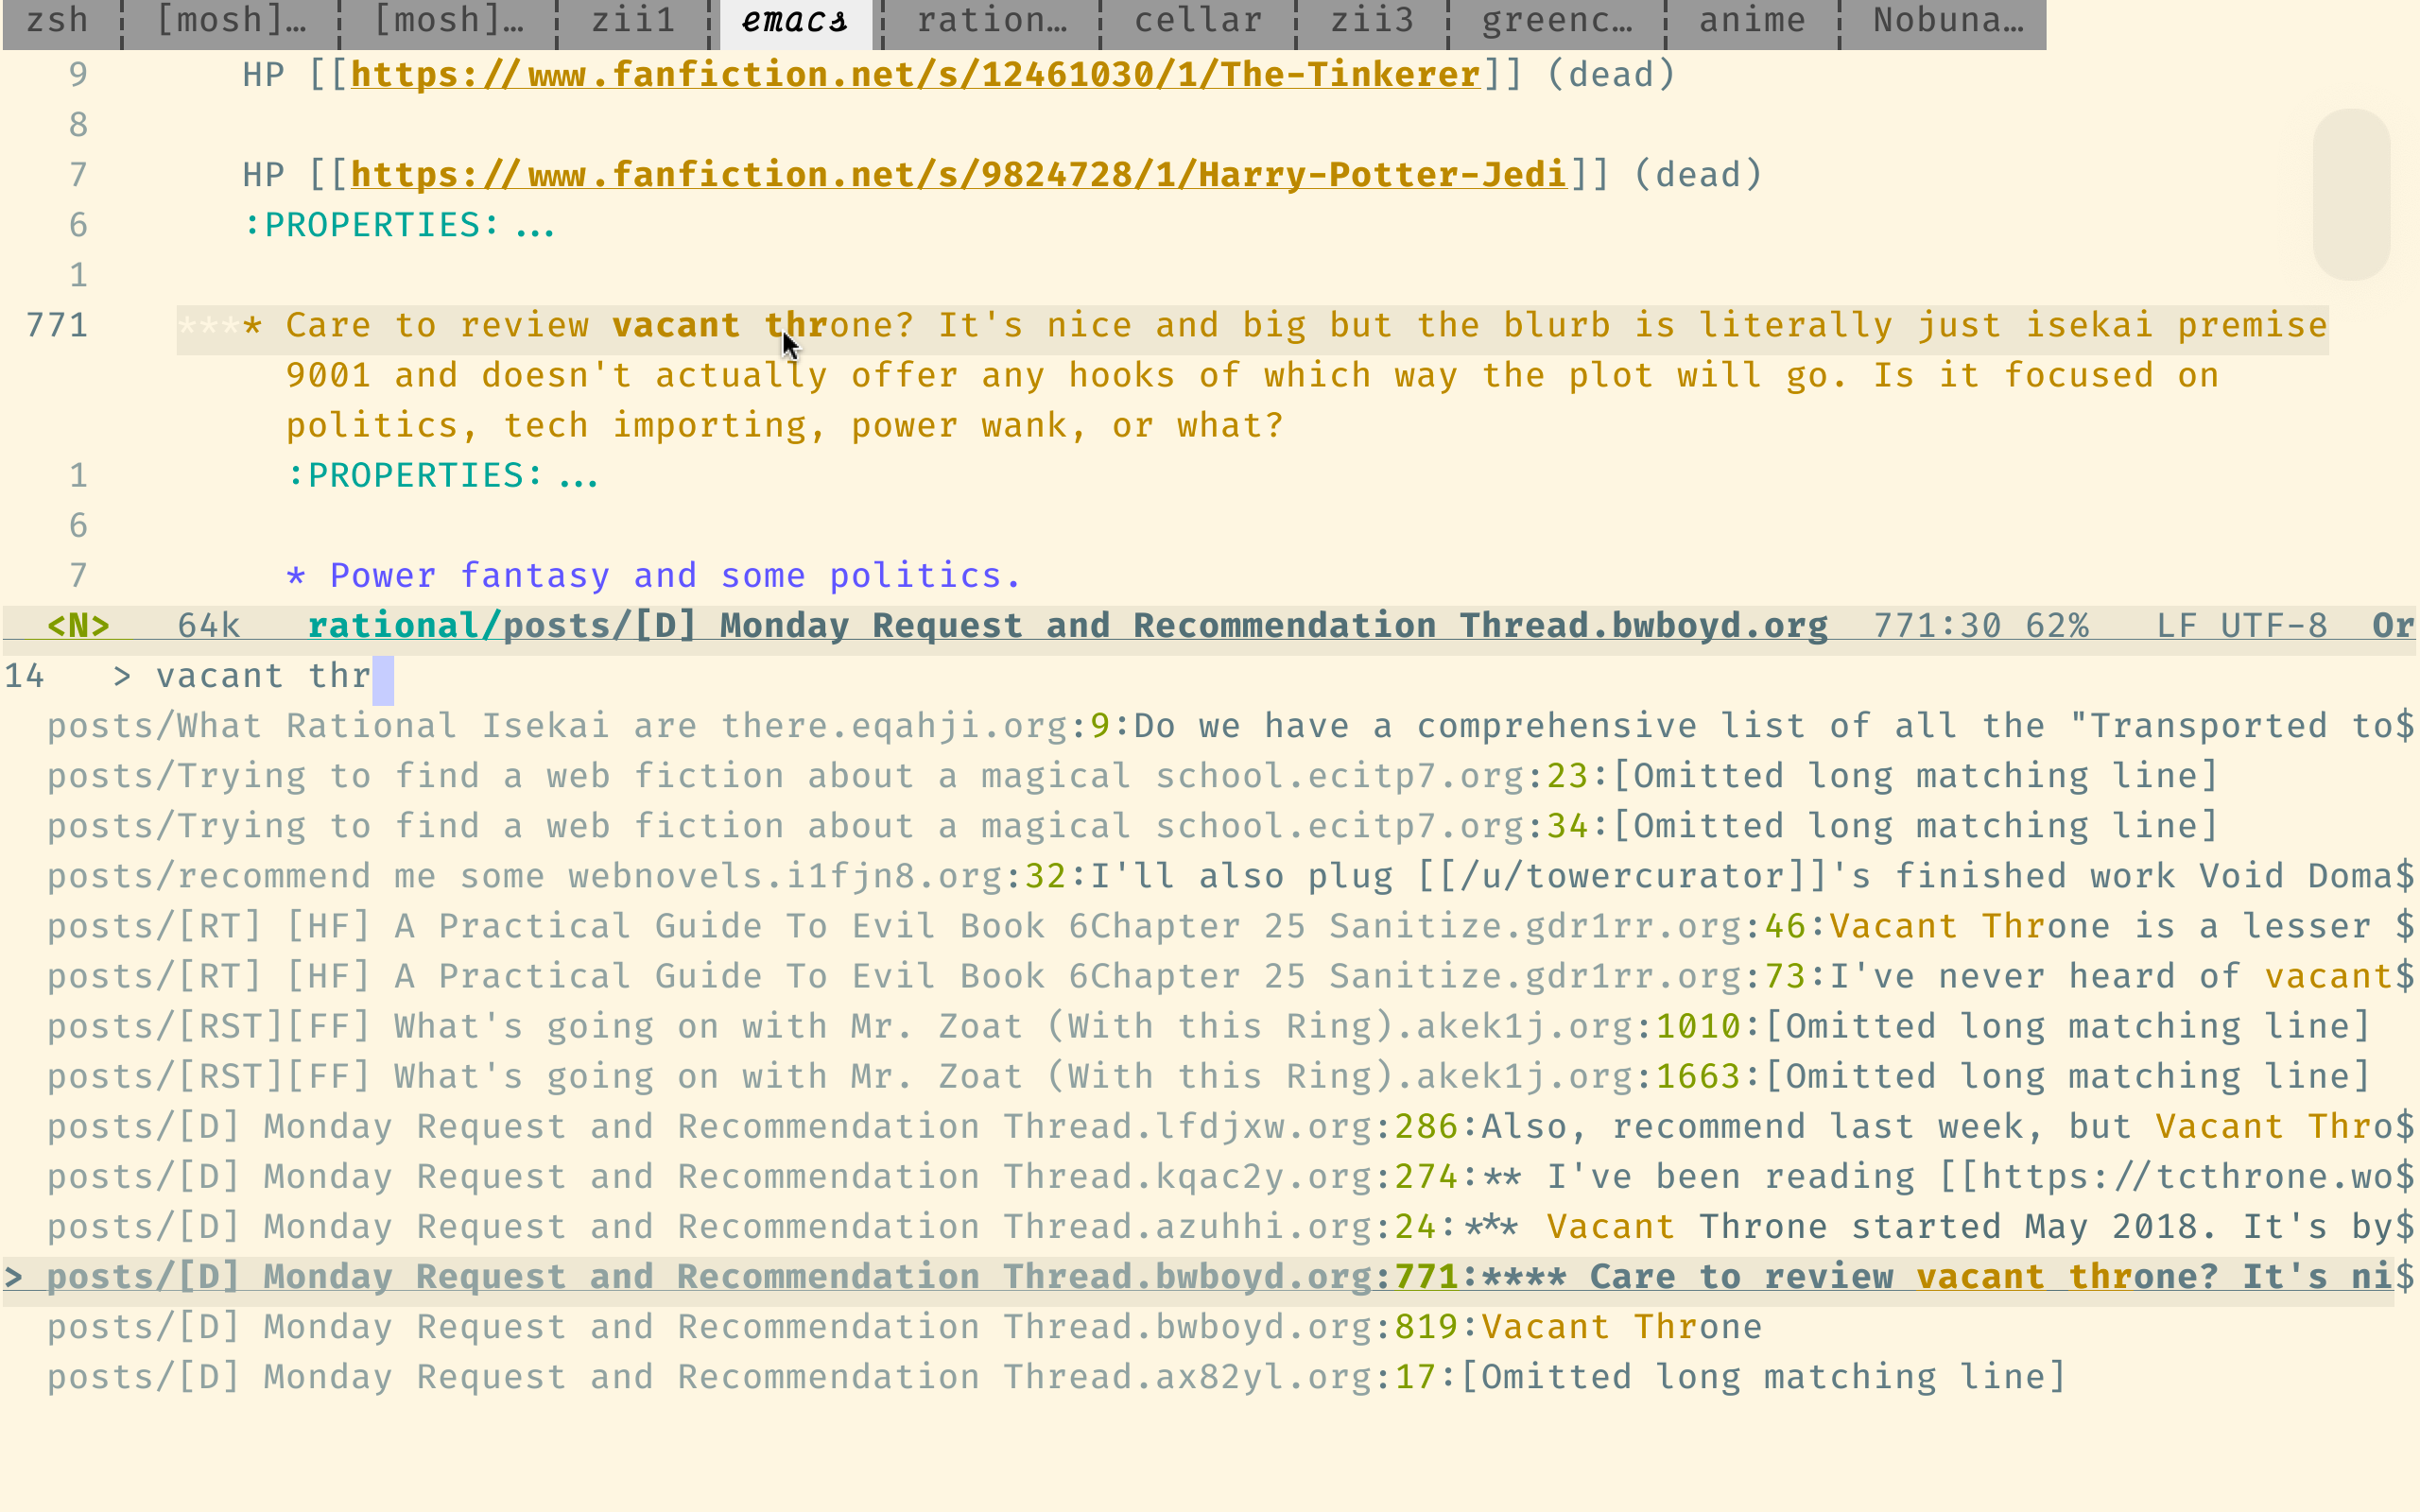 zsh ¦ [mosh]… ¦ [mosh]… ¦ zii1 ¦ emacs ¦ ration… ¦ cellar ¦ zii3 ¦ greenc… ¦ anime ¦ Nobuna…
9 HP [[https://www.fanfiction.net/s/12461030/1/The-Tinkerer]] (dead)
8
7 HP [[https://www.fanfiction.net/s/9824728/1/Harry-Potter-Jedi]] (dead)
6 :PROPERTIES:...
1
771 **** Care to review vacant throne? It's nice and big but the blurb is literally just isekai premise
9001 and doesn't actually offer any hooks of which way the plot will go. Is it focused on
politics, tech importing, power wank, or what?
1 :PROPERTIES:...
6
7 * Power fantasy and some politics.
<N> 64k rational/posts/[D] Monday Request and Recommendation Thread.bwboyd.org 771:30 62% LF UTF-8 Or
14 > vacant thr
posts/What Rational Isekai are there.eqahji.org:9:Do we have a comprehensive list of all the "Transported to$
posts/Trying to find a web fiction about a magical school.ecitp7.org:23:[Omitted long matching line]
posts/Trying to find a web fiction about a magical school.ecitp7.org:34:[Omitted long matching line]
posts/recommend me some webnovels.i1fjn8.org:32:I'll also plug [[/u/towercurator]]'s finished work Void Doma$
posts/[RT] [HF] A Practical Guide To Evil Book 6Chapter 25 Sanitize.gdr1rr.org:46:Vacant Throne is a lesser $
posts/[RT] [HF] A Practical Guide To Evil Book 6Chapter 25 Sanitize.gdr1rr.org:73:I've never heard of vacant$
posts/[RST][FF] What's going on with Mr. Zoat (With this Ring).akek1j.org:1010:[Omitted long matching line]
posts/[RST][FF] What's going on with Mr. Zoat (With this Ring).akek1j.org:1663:[Omitted long matching line]
posts/[D] Monday Request and Recommendation Thread.lfdjxw.org:286:Also, recommend last week, but Vacant Thro$
posts/[D] Monday Request and Recommendation Thread.kqac2y.org:274:** I've been reading [[https://tcthrone.wo$
posts/[D] Monday Request and Recommendation Thread.azuhhi.org:24:*** Vacant Throne started May 2018. It's by$
> posts/[D] Monday Request and Recommendation Thread.bwboyd.org:771:**** Care to review vacant throne? It's ni$
posts/[D] Monday Request and Recommendation Thread.bwboyd.org:819:Vacant Throne
posts/[D] Monday Request and Recommendation Thread.ax82yl.org:17:[Omitted long matching line]